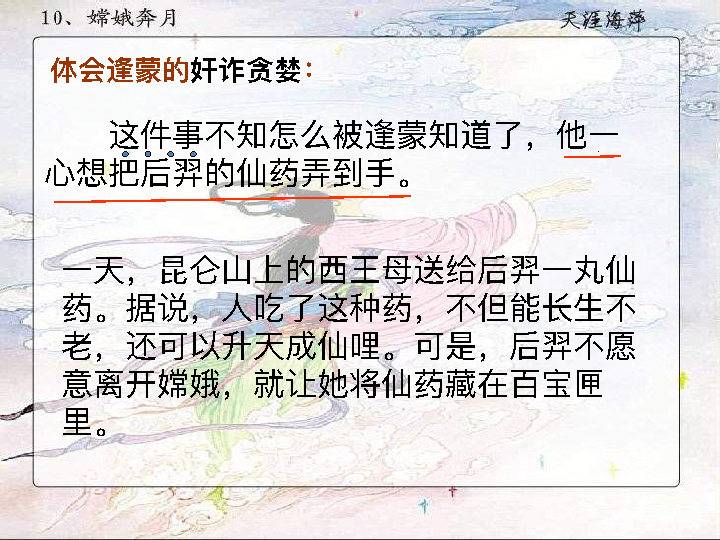 10、嫦娥奔月
天涯海萍
体会逢蒙的奸诈贪婪：
这件事不知怎么被逢蒙知道了，他一
心想把后羿的仙药弄到手。
一天，昆仑山上的西王母送给后羿一丸仙
药。据说，人吃了这种药，不但能长生不
老，还可以升天成仙哩。可是，后羿不愿
意离开嫦娥，就让她将仙药藏在百宝匣
里。